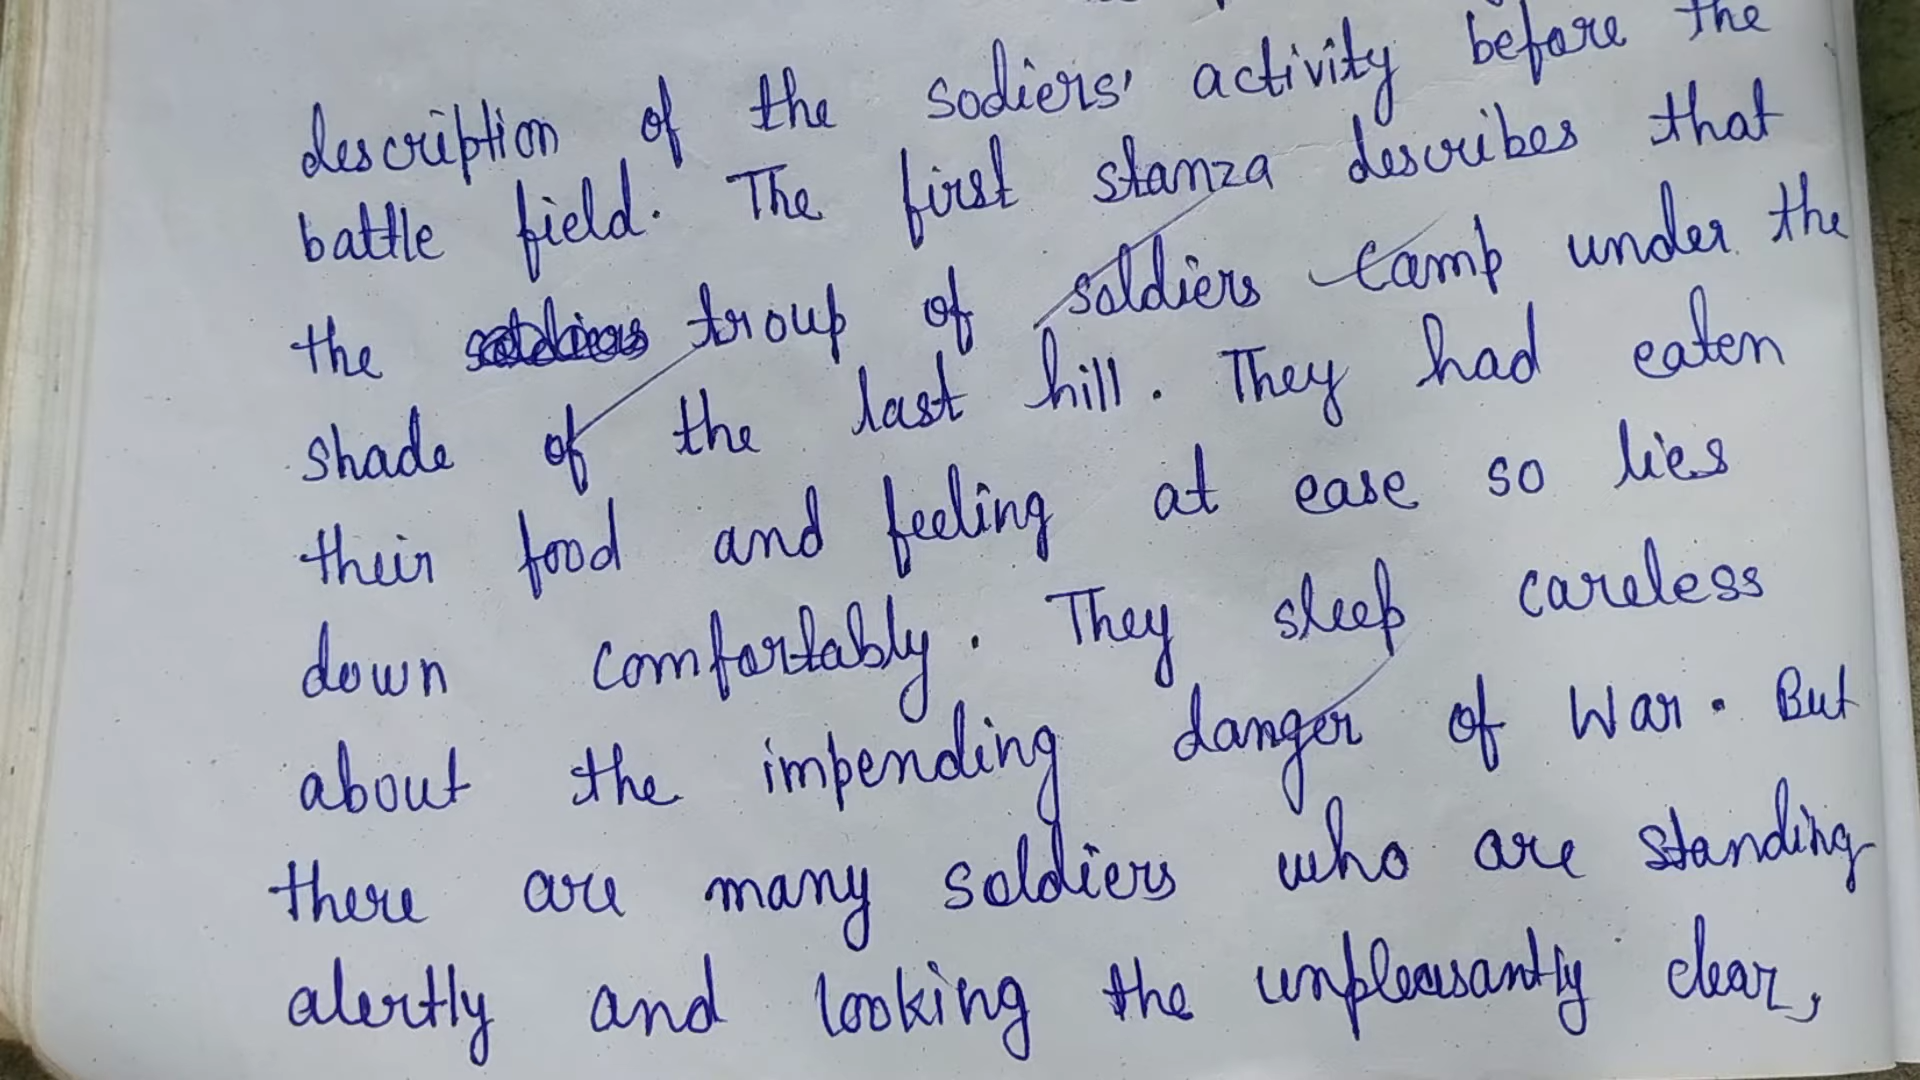 description of the sodiers' activity before the
battle field. The first stanza describes that
the troup of soldiers camp under the
shade of the last hill. They had eaten
their food and feeling at ease so lies
down comfortably. They sleep careless
about the impending danger of War. But
there are many soldiers who are standing
alertly and looking the unpleasantly clear,